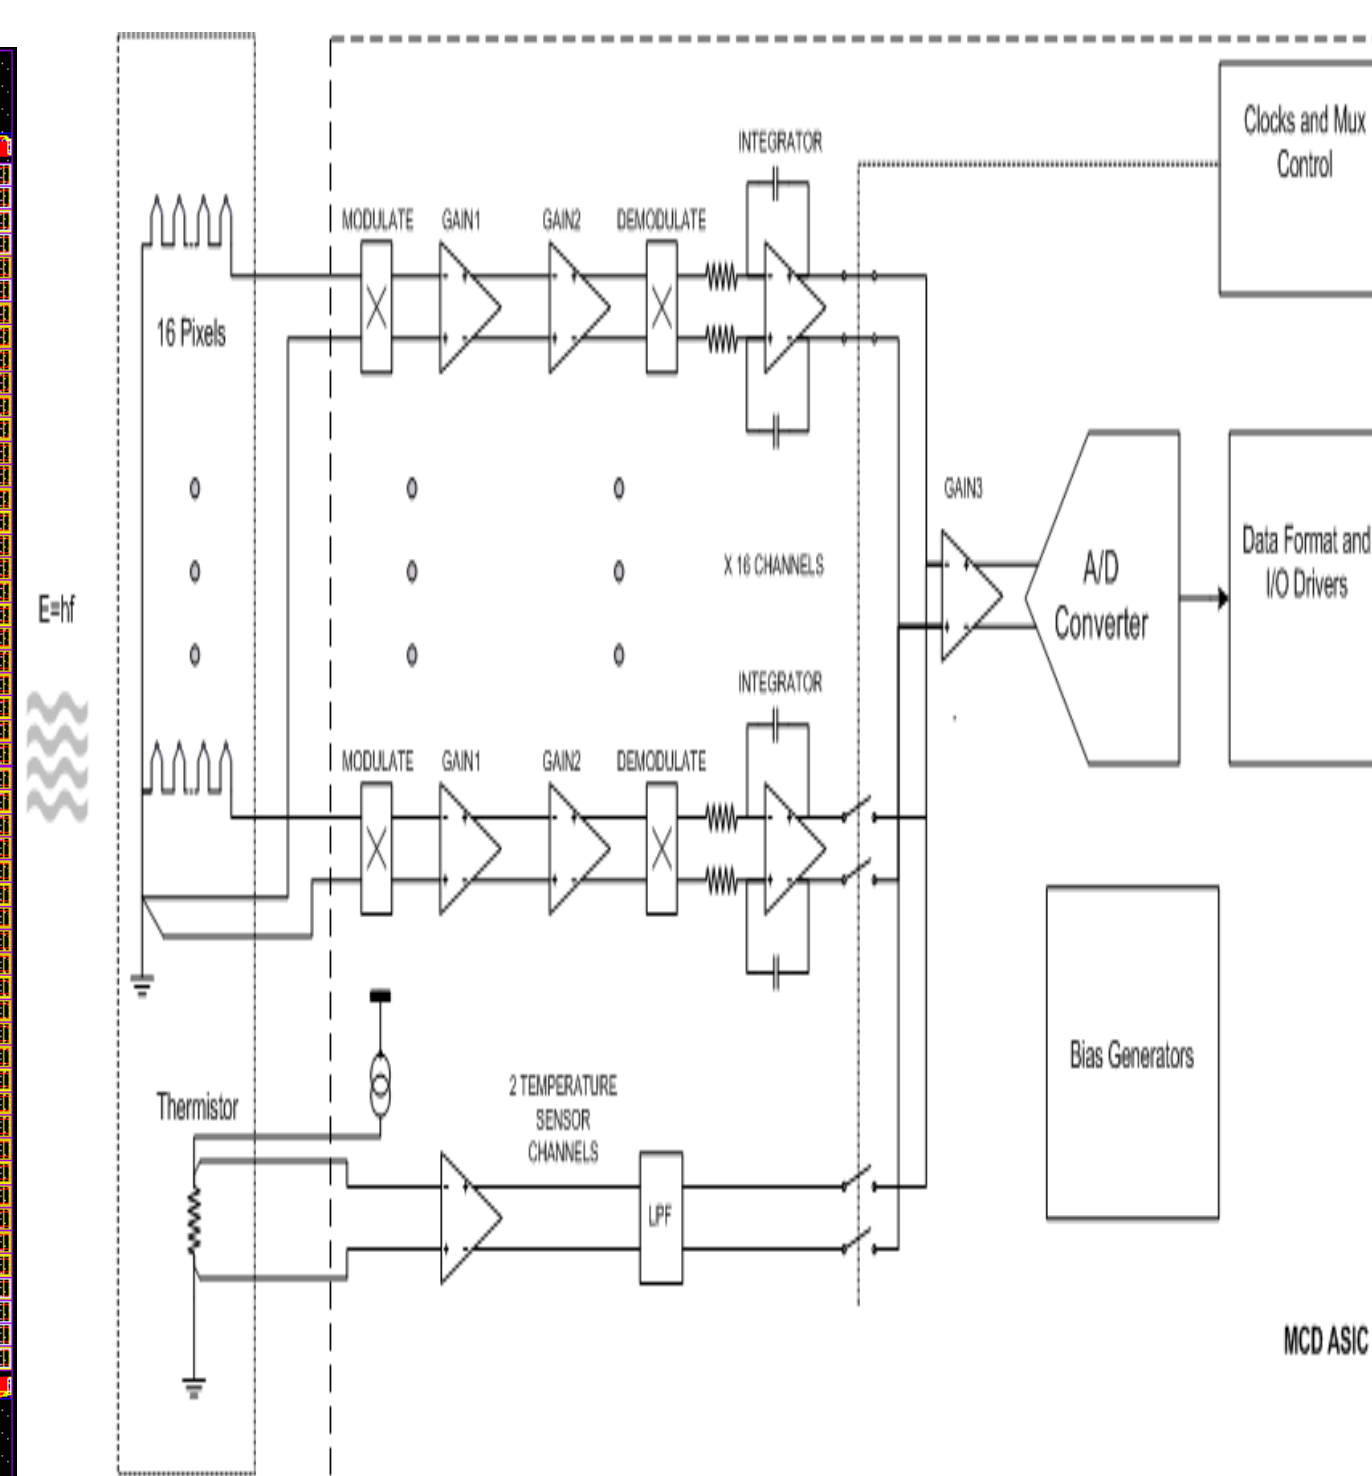 Clocks and Mux
Control
INTEGRATOR
MODULATE
GAIN1
GAIN2
DEMODULATE
16 Pixels
GAIN3
A/D
Converter
Data Format and
I/O Drivers
X 16 CHANNELS
E=hf
INTEGRATOR
MODULATE
GAIN1
GAIN2
DEMODULATE
Bias Generators
Thermistor
2 TEMPERATURE
SENSOR
CHANNELS
LPF
MCD ASIC